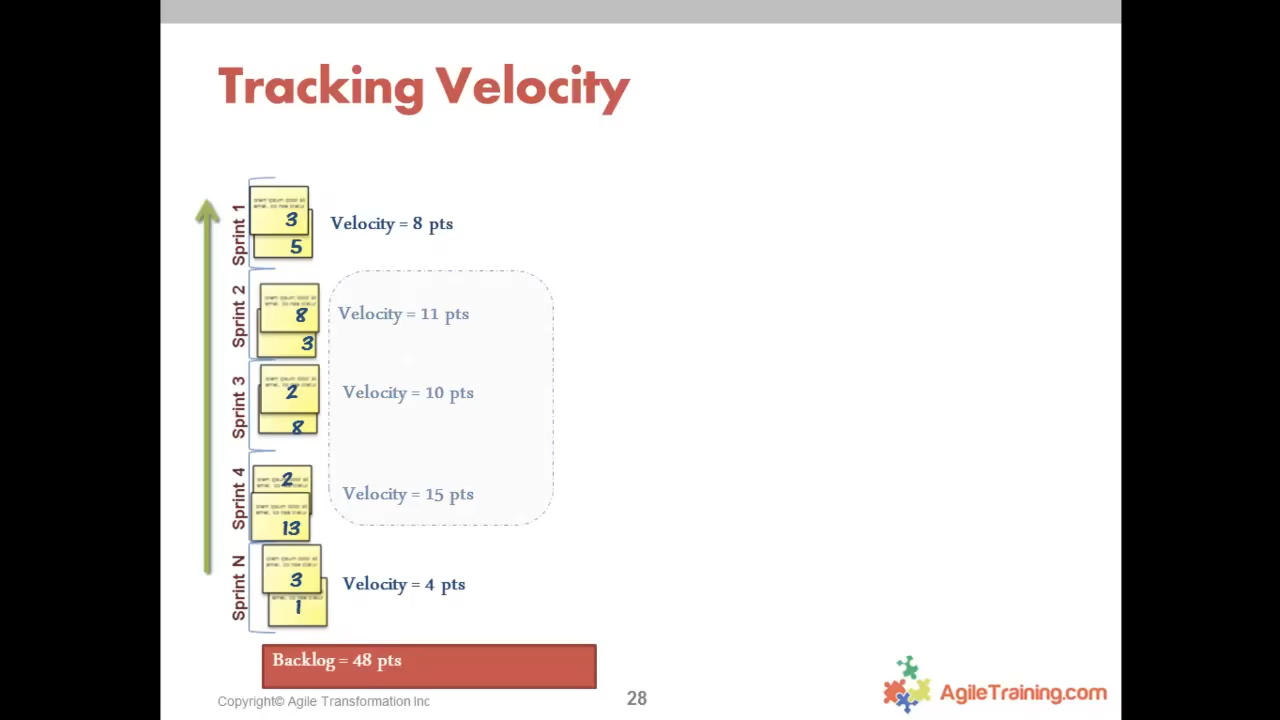 Tracking Velocity
Sprint 1
3
5
Velocity = 8 pts
Sprint 2
8
3
Velocity = 11 pts
Sprint 3
2
8
Velocity = 10 pts
Sprint 4
2
13
Velocity = 15 pts
Sprint N
3
1
Velocity = 4 pts
Backlog = 48 pts
Copyright© Agile Transformation Inc
28
AgileTraining.com